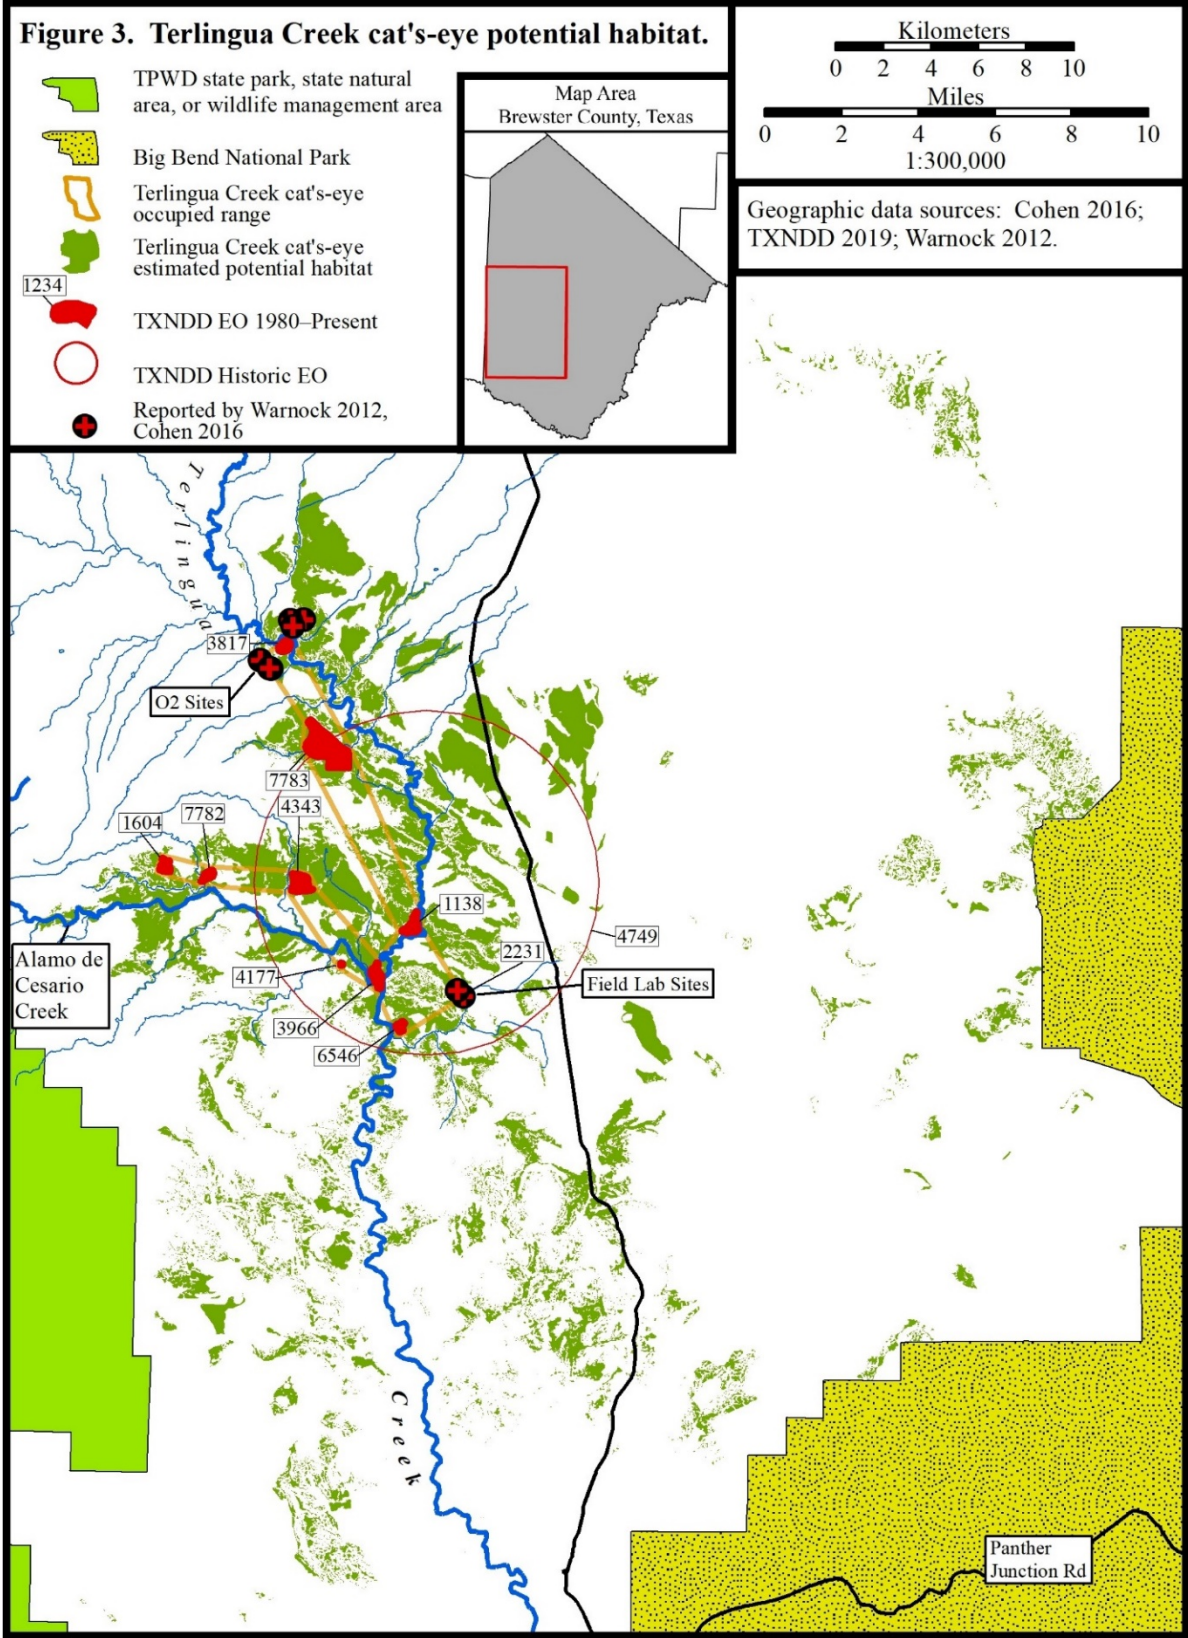 Figure 3.  Terlingua Creek cat's-eye potential habitat.
TPWD state park, state natural
area, or wildlife management area
Big Bend National Park
Terlingua Creek cat's-eye
occupied range
Terlingua Creek cat's-eye
estimated potential habitat
1234
TXNDD EO 1980–Present
TXNDD Historic EO
Reported by Warnock 2012,
Cohen 2016
Map Area
Brewster County, Texas
Kilometers
0 2 4 6 8 10
Miles
0 2 4 6 8 10
1:300,000
Geographic data sources:  Cohen 2016;
TXNDD 2019; Warnock 2012.
Terlingua
3817
O2 Sites
7783
4343
7782
1604
1138
4749
2231
Field Lab Sites
Alamo de
Cesario
Creek
4177
3966
6546
Creek
Panther
Junction Rd